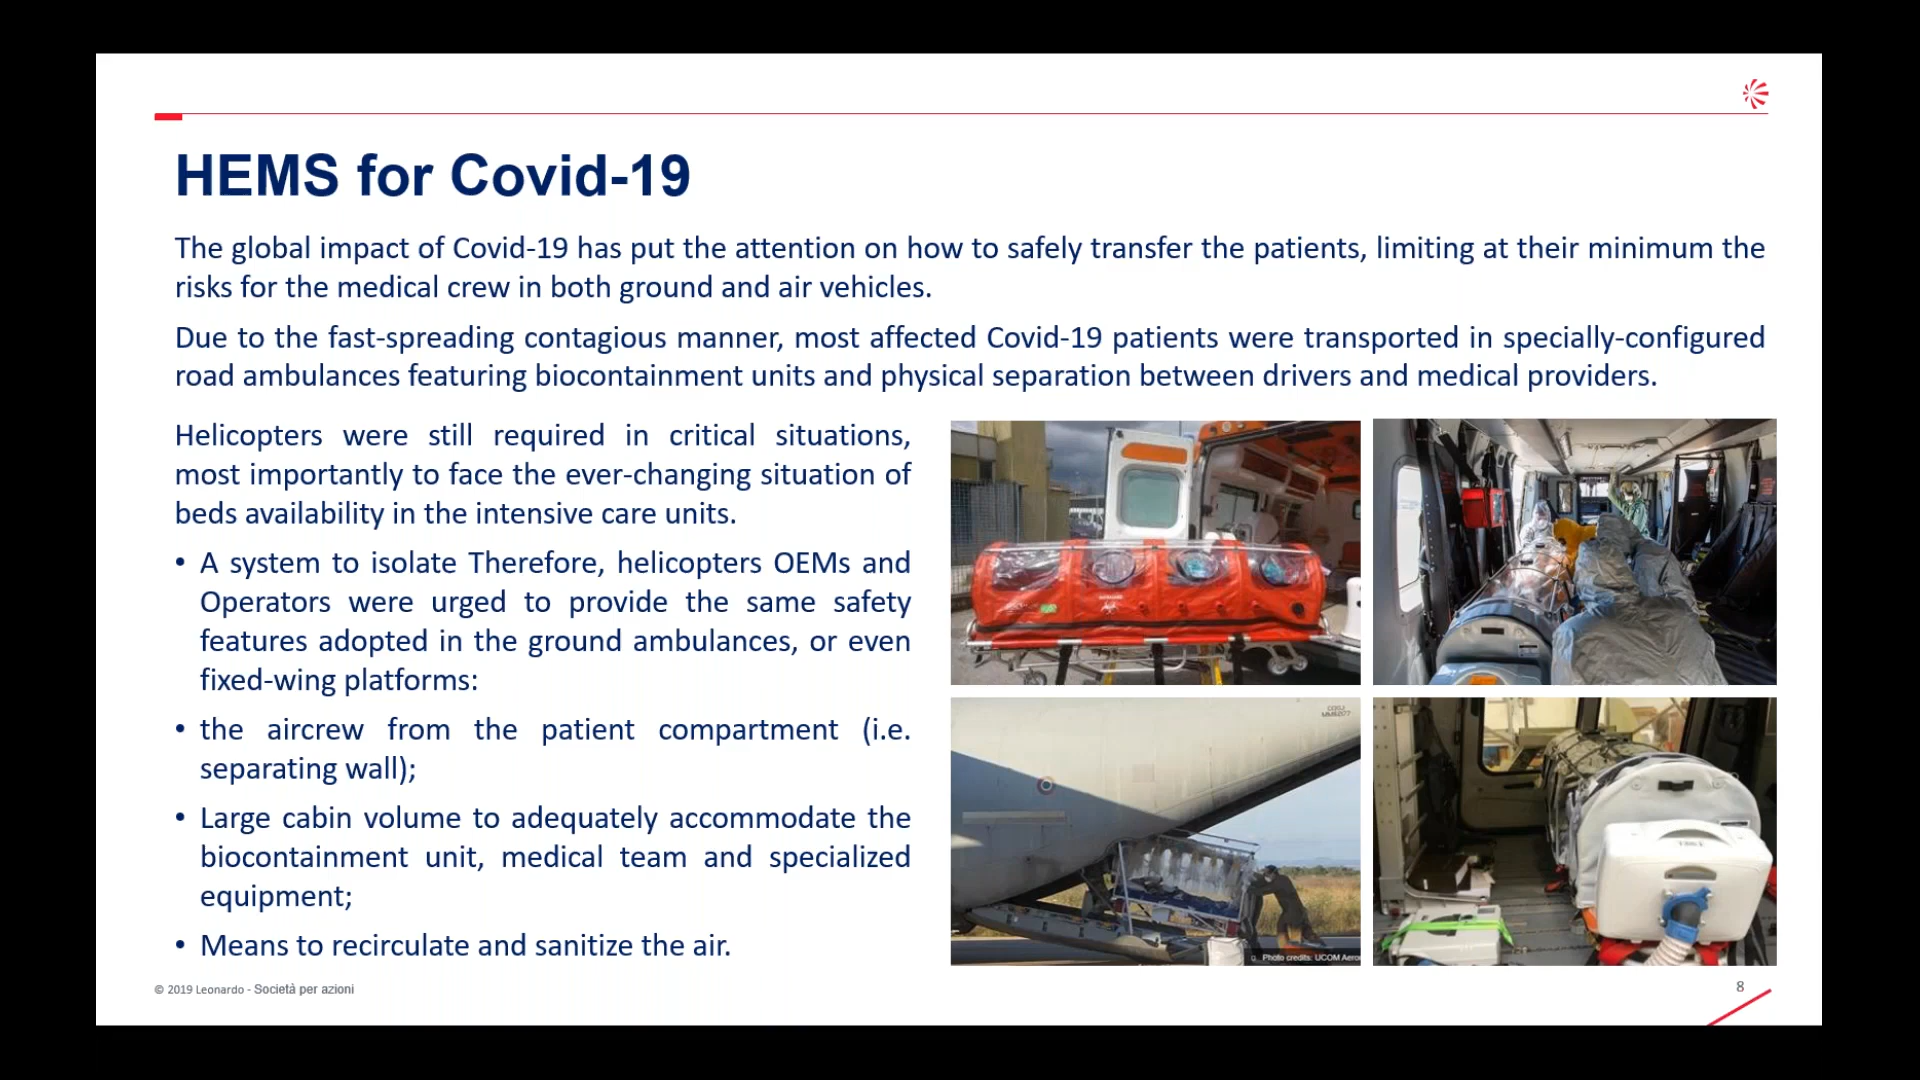 HEMS for Covid-19
The global impact of Covid-19 has put the attention on how to safely transfer the patients, limiting at their minimum the
risks for the medical crew in both ground and air vehicles.
Due to the fast-spreading contagious manner, most affected Covid-19 patients were transported in specially-configured
road ambulances featuring biocontainment units and physical separation between drivers and medical providers.
Helicopters were still required in critical situations,
most importantly to face the ever-changing situation of
beds availability in the intensive care units.
• A system to isolate Therefore, helicopters OEMs and
Operators were urged to provide the same safety
features adopted in the ground ambulances, or even
fixed-wing platforms:
• the aircrew from the patient compartment (i.e.
separating wall);
• Large cabin volume to adequately accommodate the
biocontainment unit, medical team and specialized
equipment;
• Means to recirculate and sanitize the air.
Photo credits: UCOM Aero
© 2019 Leonardo - Società per azioni
8